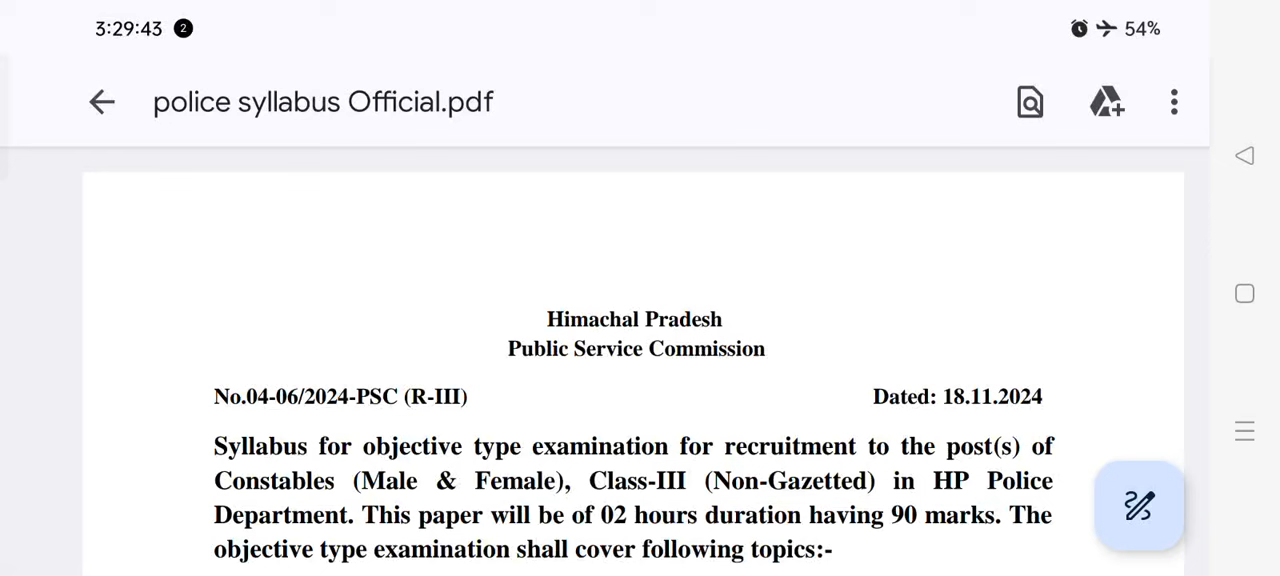 3:29:43 2 54%
police syllabus Official.pdf
Himachal Pradesh
Public Service Commission
No.04-06/2024-PSC (R-III) Dated: 18.11.2024
Syllabus for objective type examination for recruitment to the post(s) of
Constables (Male & Female), Class-III (Non-Gazetted) in HP Police
Department. This paper will be of 02 hours duration having 90 marks. The
objective type examination shall cover following topics:-